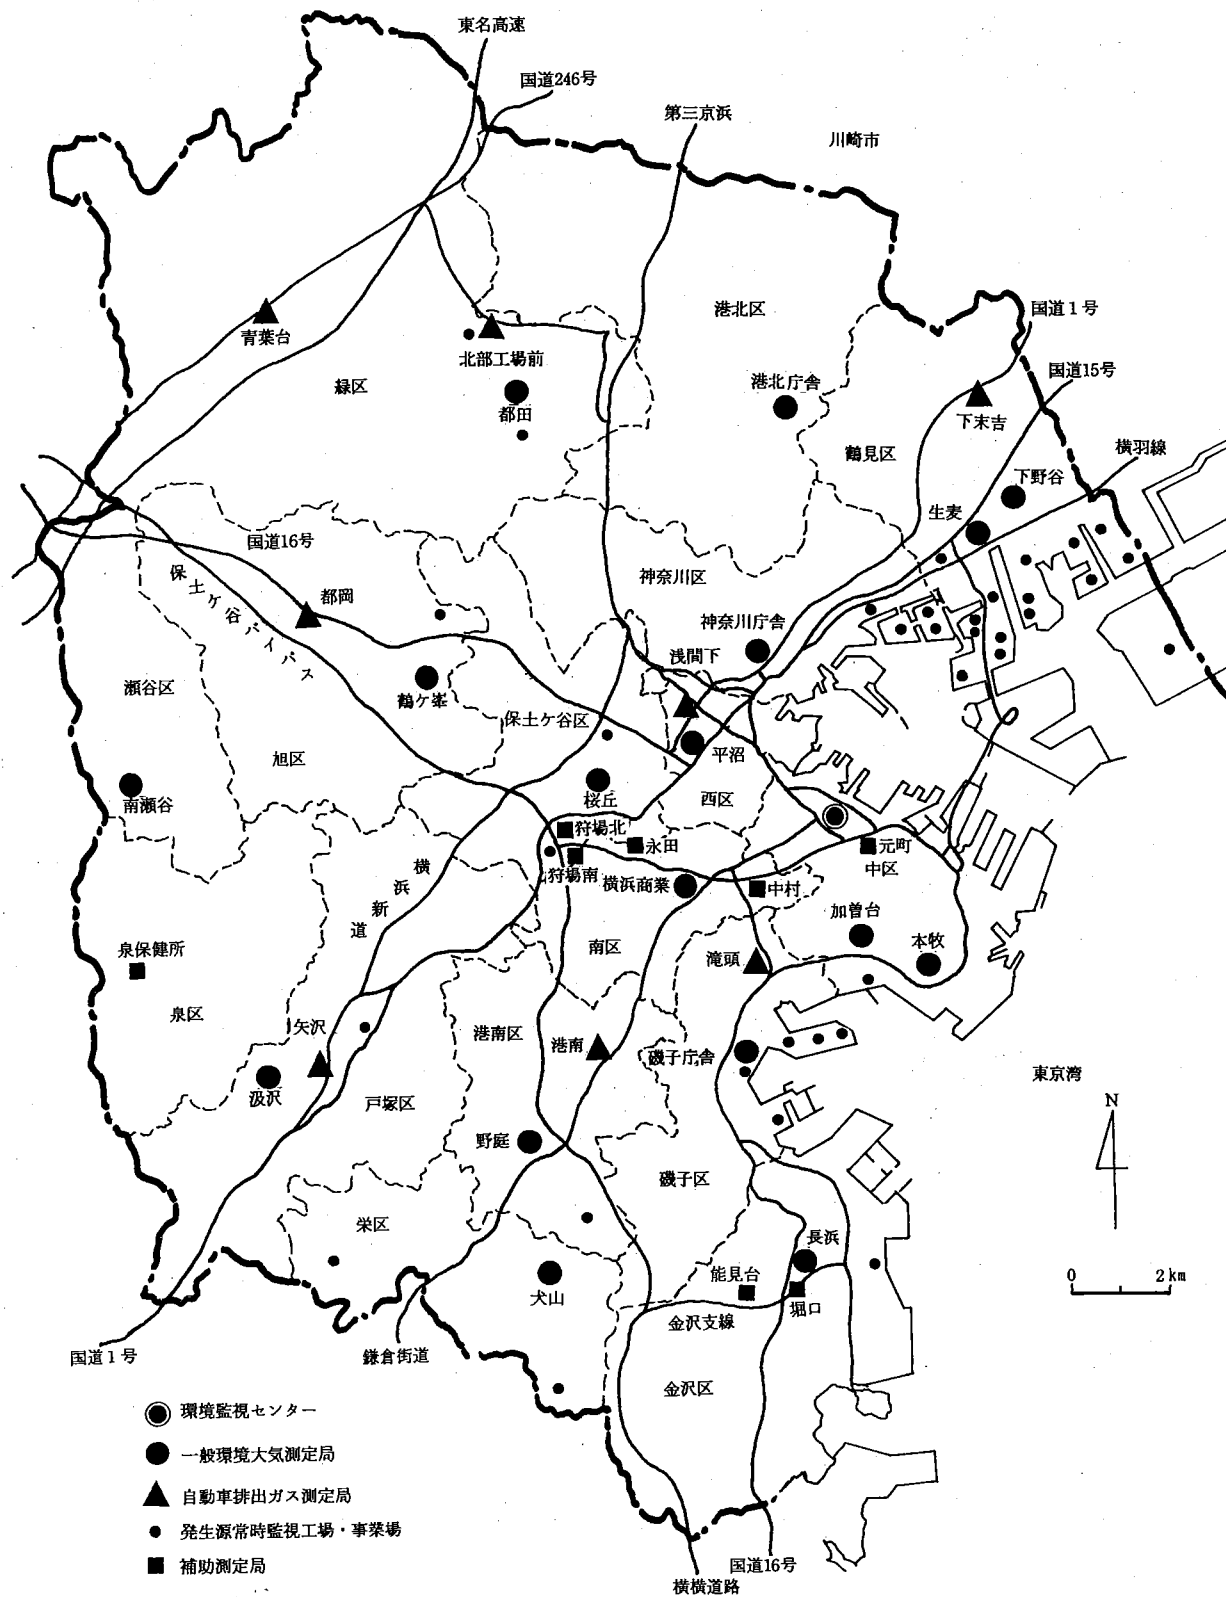 東名高速
国道246号
第三京浜
川崎市
港北区
国道1号
青葉台
北部工場前
国道15号
緑区
港北庁舎
都田
下末吉
鶴見区
横羽線
下野谷
生麦
国道16号
保土ヶ谷バイパス
神奈川区
都岡
神奈川庁舎
浅間下
瀬谷区
鶴ケ峯
保土ケ谷区
旭区
平沼
南瀬谷
桜丘
西区
狩場北
永田
元町
中区
狩場南
横浜商業
中村
横浜新道
加曽台
本牧
泉保健所
南区
滝頭
泉区
矢沢
港南区
港南
磯子庁舎
東京湾
汲沢
戸塚区
N
野庭
磯子区
栄区
長浜
能見台
0 2km
犬山
堀口
金沢支線
国道1号
鎌倉街道
金沢区
環境監視センター
一般環境大気測定局
自動車排出ガス測定局
発生源常時監視工場・事業場
補助測定局
国道16号
横横道路